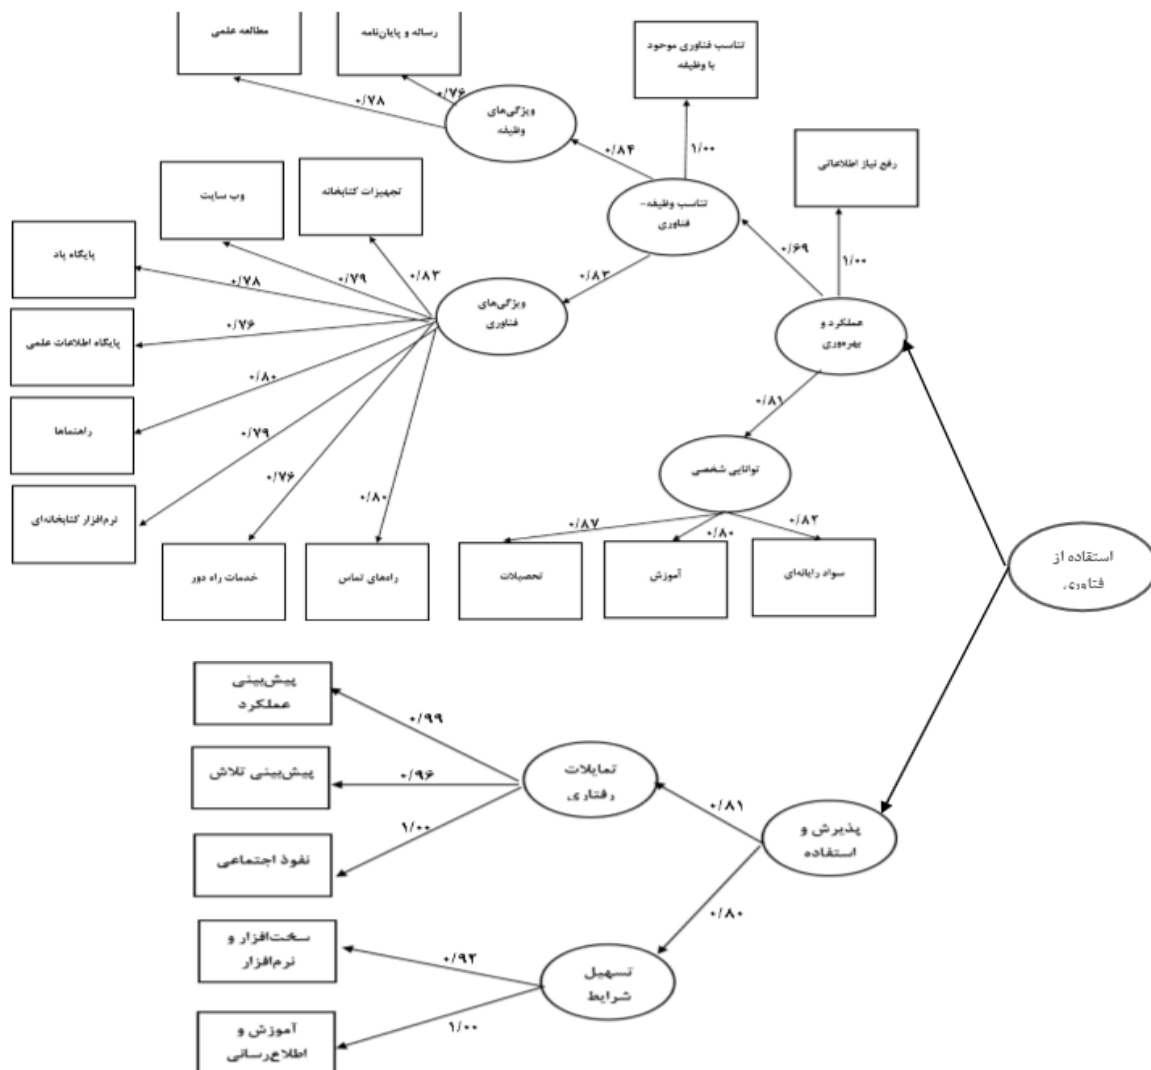 مطالعه علمی
رساله و پایان‌نامه
تناسب فناوری موجود
با وظیفه
۰/۷۸
۰/۷۶
ویژگی‌های
وظیفه
۰/۸۴
۱/۰۰
رفع نیاز اطلاعاتی
تجهیزات کتابخانه
وب سایت
تناسب وظیفه-
فناوری
پایگاه یاد
۰/۶۹
۱/۰۰
۰/۸۳
۰/۸۳
۰/۷۹
۰/۷۸
ویژگی‌های
فناوری
عملکرد و
بهره‌وری
پایگاه اطلاعات علمی
۰/۷۶
۰/۸۰
راهنماها
۰/۷۹
۰/۸۱
توانایی شخصی
۰/۷۶
۰/۸۰
نرم‌افزار کتابخانه‌ای
۰/۸۷
۰/۸۰
۰/۸۲
خدمات راه دور
راه‌های تماس
تحصیلات
آموزش
سواد رایانه‌ای
استفاده از
فناوری
پیش‌بینی
عملکرد
۰/۹۹
پیش‌بینی تلاش
۰/۹۶
تمایلات
رفتاری
۰/۸۱
۱/۰۰
نفوذ اجتماعی
پذیرش و
استفاده
۰/۸۰
سخت‌افزار و
نرم‌افزار
۰/۹۲
تسهیل
شرایط
۱/۰۰
آموزش و
اطلاع‌رسانی